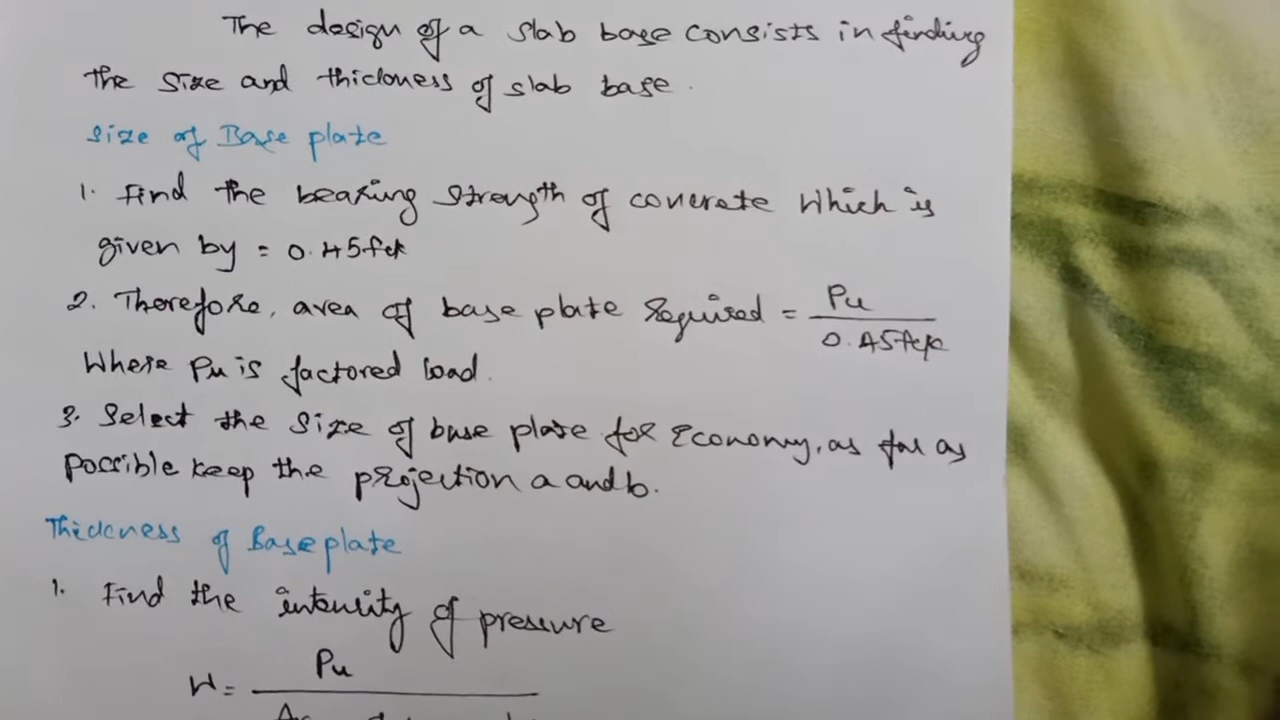 The design of a slab base consists in finding
the size and thickness of slab base.
Size of Base plate
1. Find the bearing strength of concrete which is
given by = 0.45fck
2. Therefore, area of base plate required = Pu / 0.45fck
Where Pu is factored load.
3. Select the size of base plate for Economy, as far as
possible keep the projection a and b.
Thickness of Base plate
1. Find the intensity of pressure
W = Pu